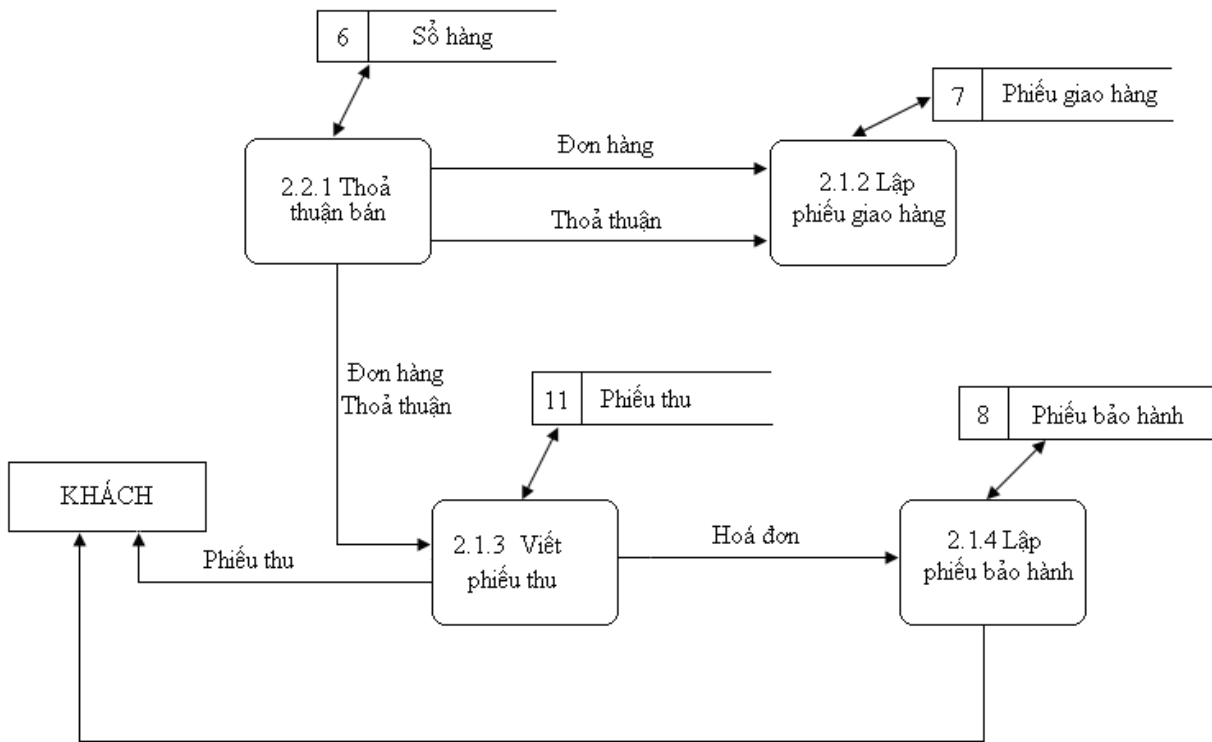 6 Sổ hàng
7 Phiếu giao hàng
Đơn hàng
2.2.1 Thoả
thuận bán
2.1.2 Lập
phiếu giao hàng
Thoả thuận
Đơn hàng
Thoả thuận
11 Phiếu thu
8 Phiếu bảo hành
KHÁCH
Phiếu thu
2.1.3 Viết
phiếu thu
Hoá đơn
2.1.4 Lập
phiếu bảo hành